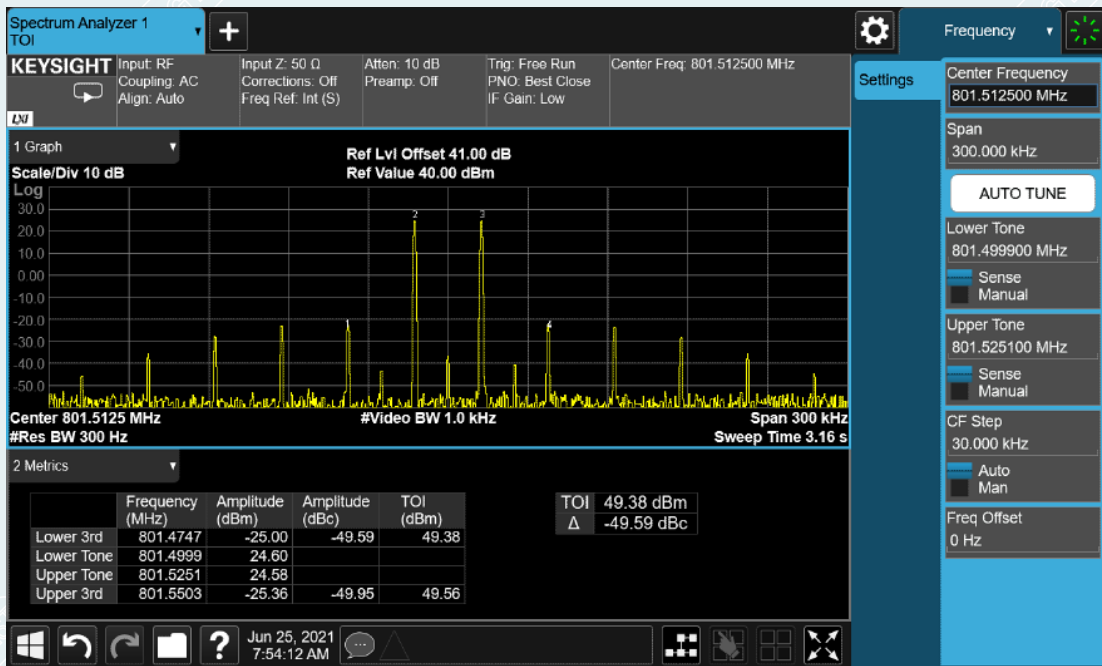 Spectrum Analyzer 1
TOI
+
Frequency
KEYSIGHT
LXI
Input: RF
Coupling: AC
Align: Auto
Input Z: 50 Ω
Corrections: Off
Freq Ref: Int (S)
Atten: 10 dB
Preamp: Off
Trig: Free Run
PNO: Best Close
IF Gain: Low
Center Freq: 801.512500 MHz
Settings
Center Frequency
801.512500 MHz
Span
300.000 kHz
AUTO TUNE
Lower Tone
801.499900 MHz
Sense
Manual
Upper Tone
801.525100 MHz
Sense
Manual
CF Step
30.000 kHz
Auto
Man
Freq Offset
0 Hz
1 Graph
Scale/Div 10 dB
Ref Lvl Offset 41.00 dB
Ref Value 40.00 dBm
Log
30.0
20.0
10.0
0.00
-10.0
-20.0
-30.0
-40.0
-50.0
1
2
3
4
Center 801.5125 MHz
#Video BW 1.0 kHz
Span 300 kHz
#Res BW 300 Hz
Sweep Time 3.16 s
2 Metrics
Frequency (MHz) Amplitude (dBm) Amplitude (dBc) TOI (dBm)
Lower 3rd 801.4747 -25.00 -49.59 49.38
Lower Tone 801.4999 24.60
Upper Tone 801.5251 24.58
Upper 3rd 801.5503 -25.36 -49.95 49.56
TOI 49.38 dBm
Δ -49.59 dBc
?
Jun 25, 2021
7:54:12 AM